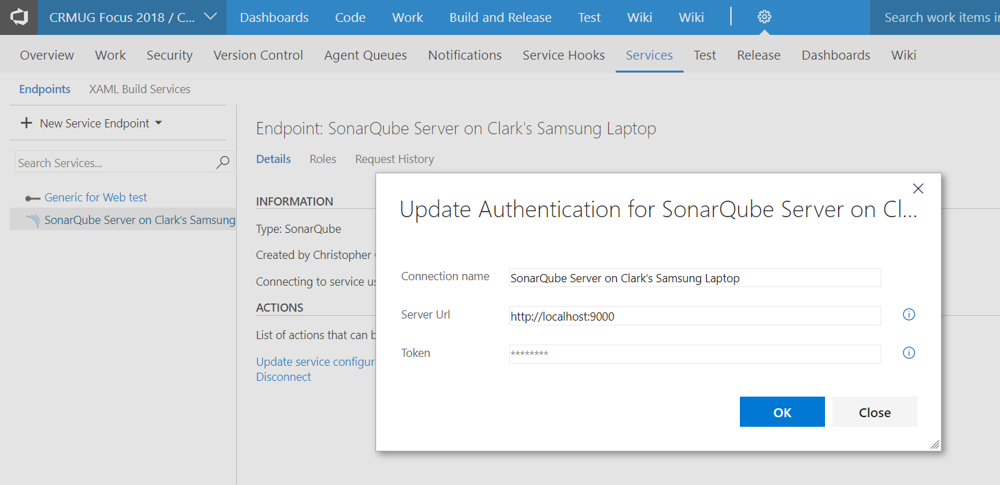 CRMUG Focus 2018 / C... Dashboards Code Work Build and Release Test Wiki Wiki Search work items in
Overview Work Security Version Control Agent Queues Notifications Service Hooks Services Test Release Dashboards Wiki
Endpoints XAML Build Services
New Service Endpoint
Search Services...
Generic for Web test
SonarQube Server on Clark's Samsung
Endpoint: SonarQube Server on Clark's Samsung Laptop
Details Roles Request History
INFORMATION
Type: SonarQube
Created by Christopher
Connecting to service us
ACTIONS
List of actions that can b
Update service configur
Disconnect
Update Authentication for SonarQube Server on Cl...
Connection name SonarQube Server on Clark's Samsung Laptop
Server Url http://localhost:9000
Token ********
OK Close